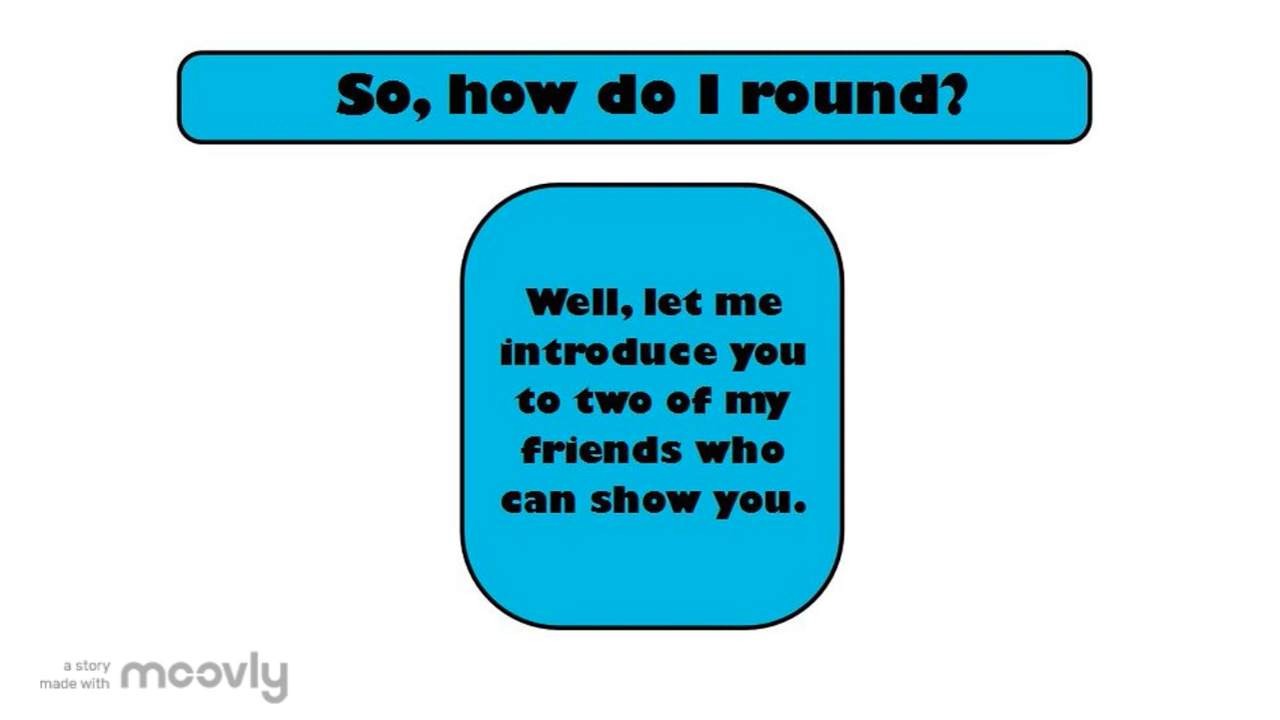 So, how do I round?
Well, let me
introduce you
to two of my
friends who
can show you.
a story
made with
moovly